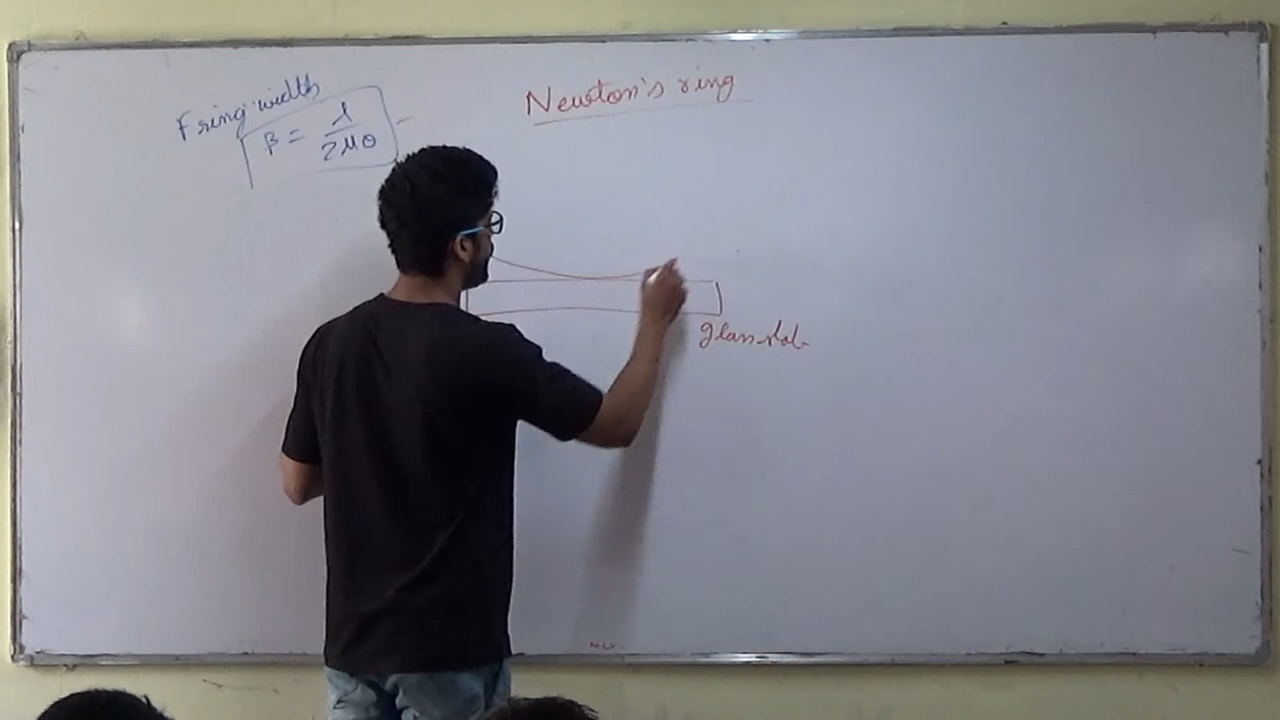 Fring width
β = λ / 2μθ
Newton's ring
glass slab